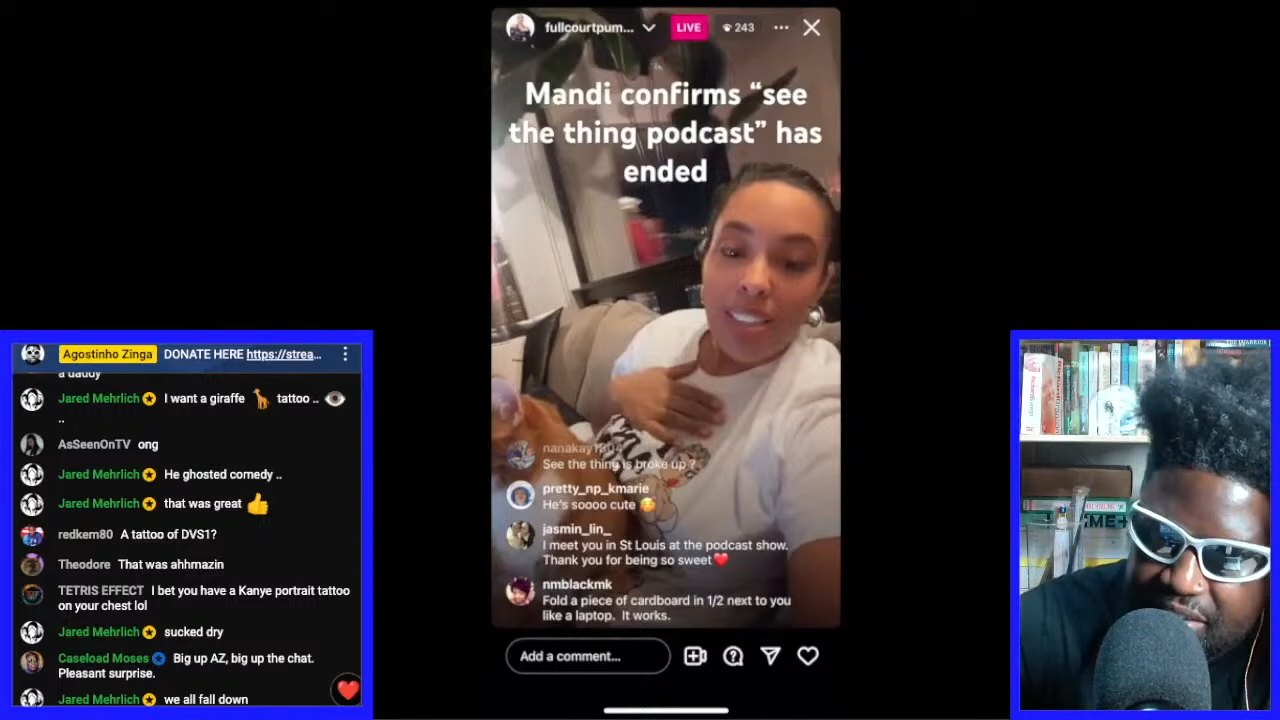 fullcourtpum...
LIVE
243
Mandi confirms “see
the thing podcast” has
ended
nanakay1804
See the thing is broke up ?
pretty_np_kmarie
He's soooo cute 🥰
jasmin_lin_
I meet you in St Louis at the podcast show.
Thank you for being so sweet❤️
nmblackmk
Fold a piece of cardboard in 1/2 next to you
like a laptop. It works.
Add a comment...
Agostinho Zinga DONATE HERE https://strea...
a daddy
Jared Mehrlich I want a giraffe 🦒 tattoo .. 👁️
..
AsSeenOnTV ong
Jared Mehrlich He ghosted comedy ..
Jared Mehrlich that was great 👍
redkem80 A tattoo of DVS1?
Theodore That was ahhmazin
TETRIS EFFECT I bet you have a Kanye portrait tattoo
on your chest lol
Jared Mehrlich sucked dry
Caseload Moses Big up AZ, big up the chat.
Pleasant surprise.
Jared Mehrlich we all fall down